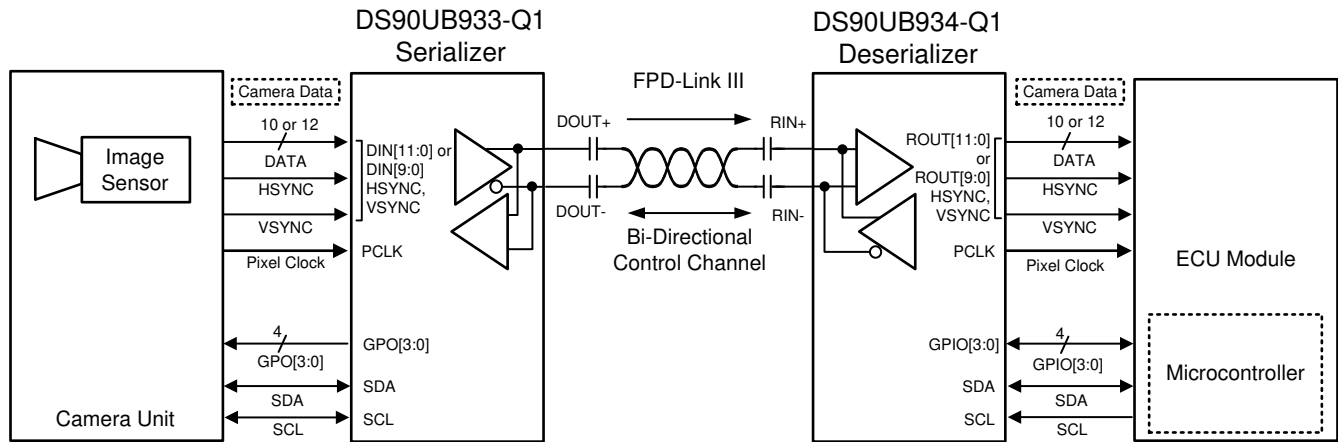 DS90UB933-Q1
Serializer
DS90UB934-Q1
Deserializer
Camera Data
FPD-Link III
Camera Data
Image
Sensor
10 or 12
DATA
HSYNC
VSYNC
Pixel Clock
DIN[11:0] or
DIN[9:0]
HSYNC,
VSYNC
PCLK
DOUT+
DOUT-
RIN+
RIN-
Bi-Directional
Control Channel
ROUT[11:0]
or
ROUT[9:0]
HSYNC,
VSYNC
PCLK
10 or 12
DATA
HSYNC
VSYNC
Pixel Clock
ECU Module
4
GPO[3:0]
GPO[3:0]
SDA
SDA
SCL
SCL
Camera Unit
GPIO[3:0]
4
GPIO[3:0]
SDA
SDA
SCL
SCL
Microcontroller